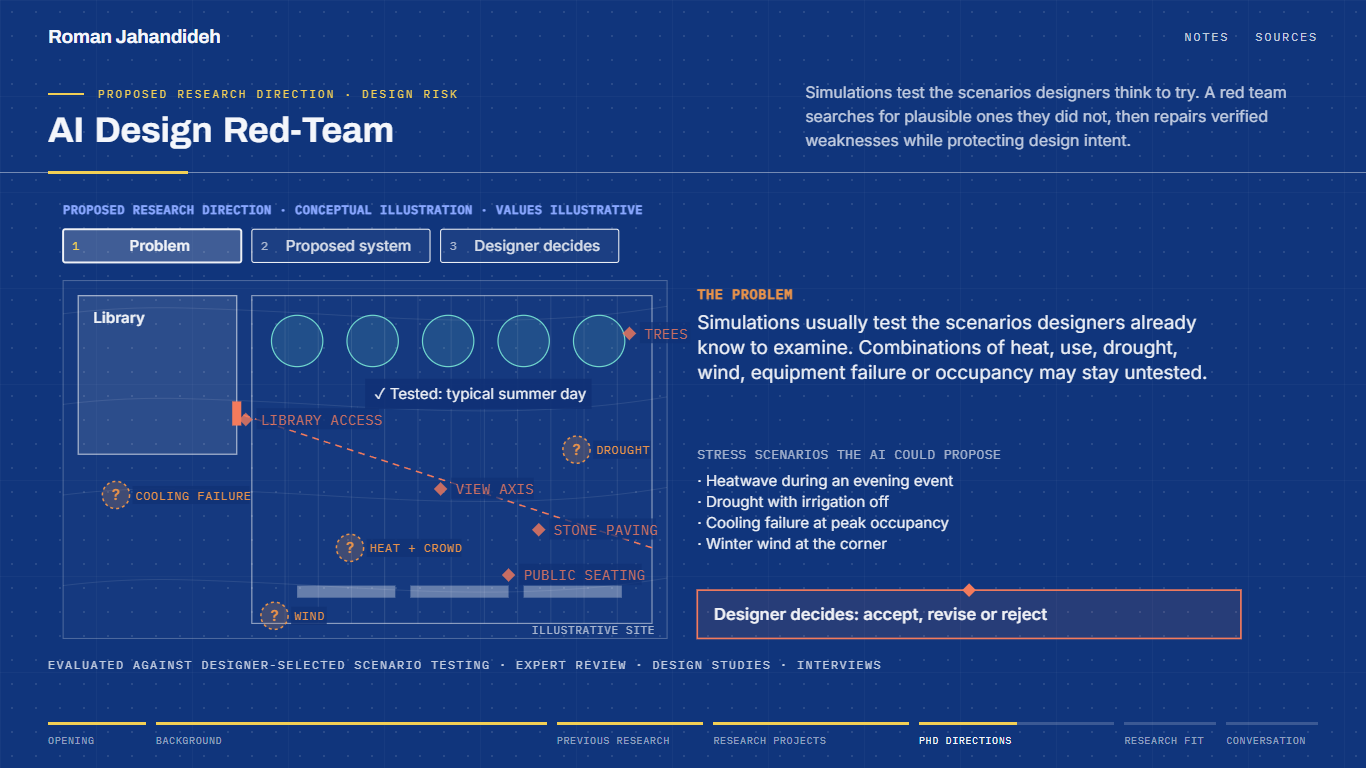 Roman Jahandideh
NOTES SOURCES
PROPOSED RESEARCH DIRECTION · DESIGN RISK
AI Design Red-Team
Simulations test the scenarios designers think to try. A red team
searches for plausible ones they did not, then repairs verified
weaknesses while protecting design intent.
PROPOSED RESEARCH DIRECTION · CONCEPTUAL ILLUSTRATION · VALUES ILLUSTRATIVE
1 Problem
2 Proposed system
3 Designer decides
Library
TREES
✓ Tested: typical summer day
LIBRARY ACCESS
? DROUGHT
VIEW AXIS
? COOLING FAILURE
STONE PAVING
? HEAT + CROWD
PUBLIC SEATING
? WIND
ILLUSTRATIVE SITE
THE PROBLEM
Simulations usually test the scenarios designers already
know to examine. Combinations of heat, use, drought,
wind, equipment failure or occupancy may stay untested.
STRESS SCENARIOS THE AI COULD PROPOSE
· Heatwave during an evening event
· Drought with irrigation off
· Cooling failure at peak occupancy
· Winter wind at the corner
Designer decides: accept, revise or reject
EVALUATED AGAINST DESIGNER-SELECTED SCENARIO TESTING · EXPERT REVIEW · DESIGN STUDIES · INTERVIEWS
OPENING
BACKGROUND
PREVIOUS RESEARCH
RESEARCH PROJECTS
PHD DIRECTIONS
RESEARCH FIT
CONVERSATION